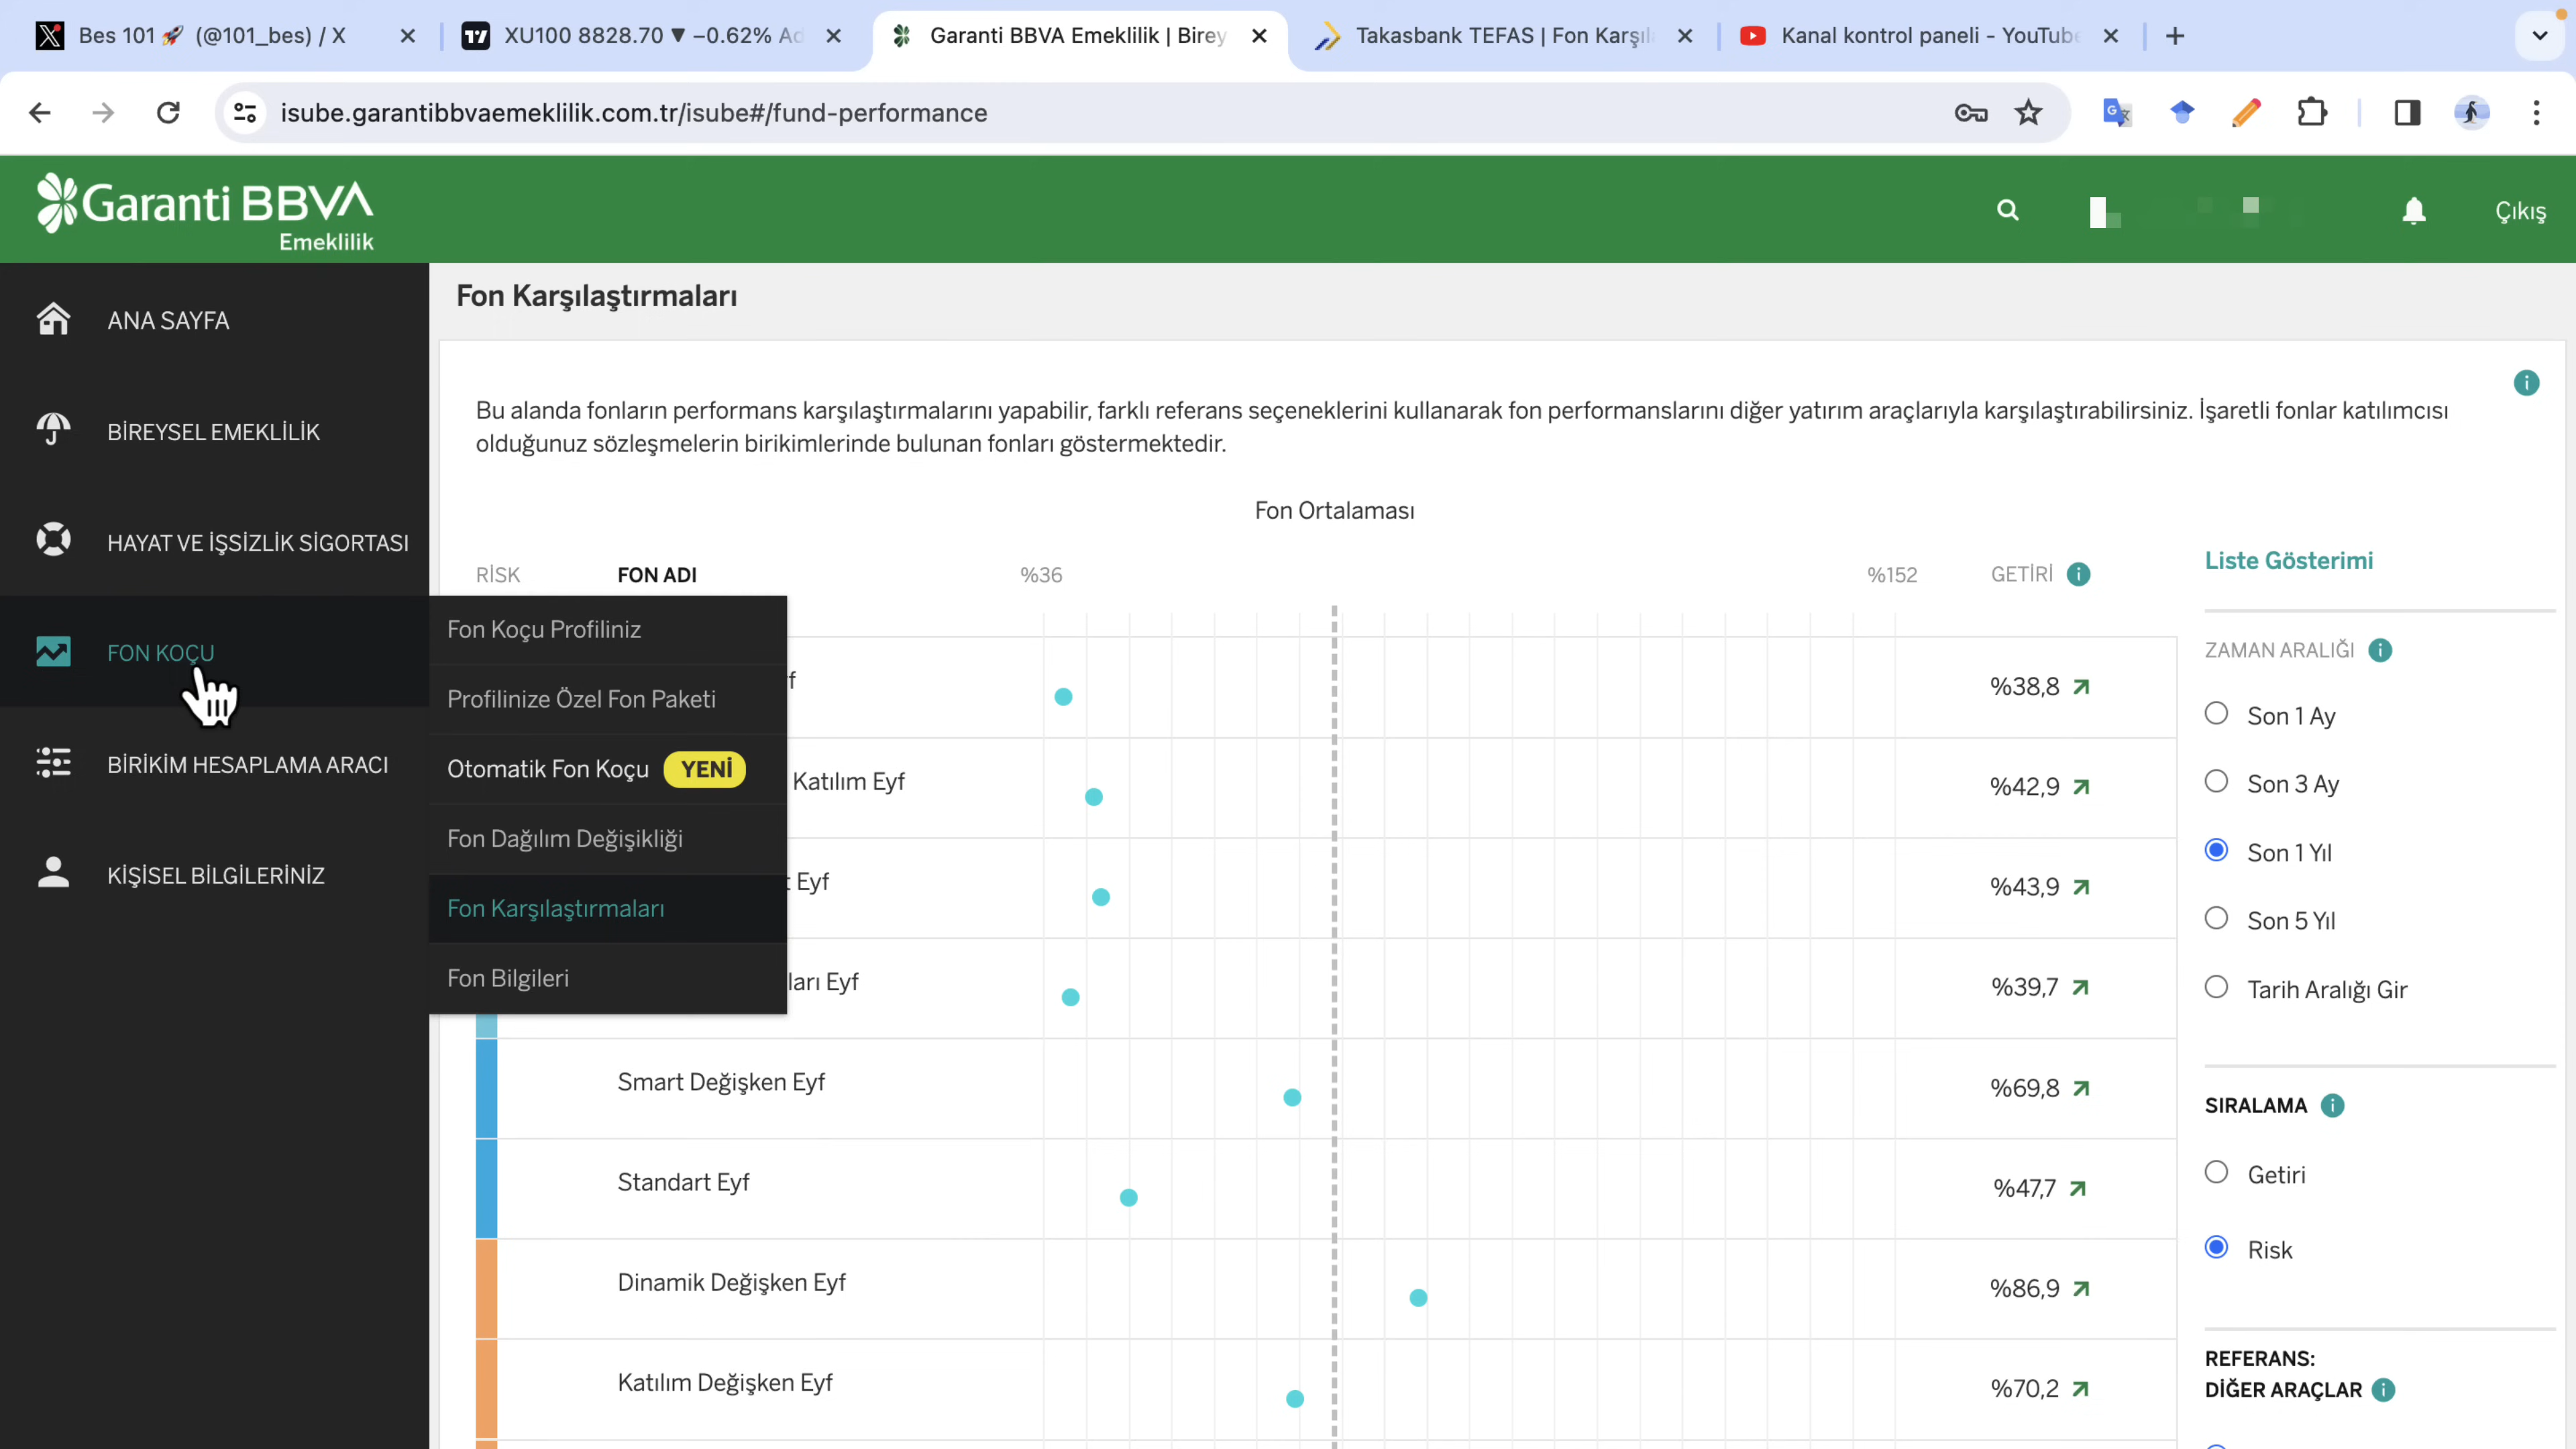 Bes 101 🚀 (@101_bes) / X
XU100 8828.70 ▼ −0.62% Ad
Garanti BBVA Emeklilik | Birey
Takasbank TEFAS | Fon Karşıl
Kanal kontrol paneli - YouTube
isube.garantibbvaemeklilik.com.tr/isube#/fund-performance
Garanti BBVA
Emeklilik
Çıkış
ANA SAYFA
BİREYSEL EMEKLİLİK
HAYAT VE İŞSİZLİK SİGORTASI
FON KOÇU
BİRİKİM HESAPLAMA ARACI
KİŞİSEL BİLGİLERİNİZ
Fon Koçu Profiliniz
Profilinize Özel Fon Paketi
Otomatik Fon Koçu YENİ
Fon Dağılım Değişikliği
Fon Karşılaştırmaları
Fon Bilgileri
Fon Karşılaştırmaları
Bu alanda fonların performans karşılaştırmalarını yapabilir, farklı referans seçeneklerini kullanarak fon performanslarını diğer yatırım araçlarıyla karşılaştırabilirsiniz. İşaretli fonlar katılımcısı
olduğunuz sözleşmelerin birikimlerinde bulunan fonları göstermektedir.
Fon Ortalaması
RİSK FON ADI %36 %152 GETİRİ
%38,8
Katılım Eyf %42,9
Eyf %43,9
ları Eyf %39,7
Smart Değişken Eyf %69,8
Standart Eyf %47,7
Dinamik Değişken Eyf %86,9
Katılım Değişken Eyf %70,2
Liste Gösterimi
ZAMAN ARALIĞI
Son 1 Ay
Son 3 Ay
Son 1 Yıl
Son 5 Yıl
Tarih Aralığı Gir
SIRALAMA
Getiri
Risk
REFERANS:
DİĞER ARAÇLAR